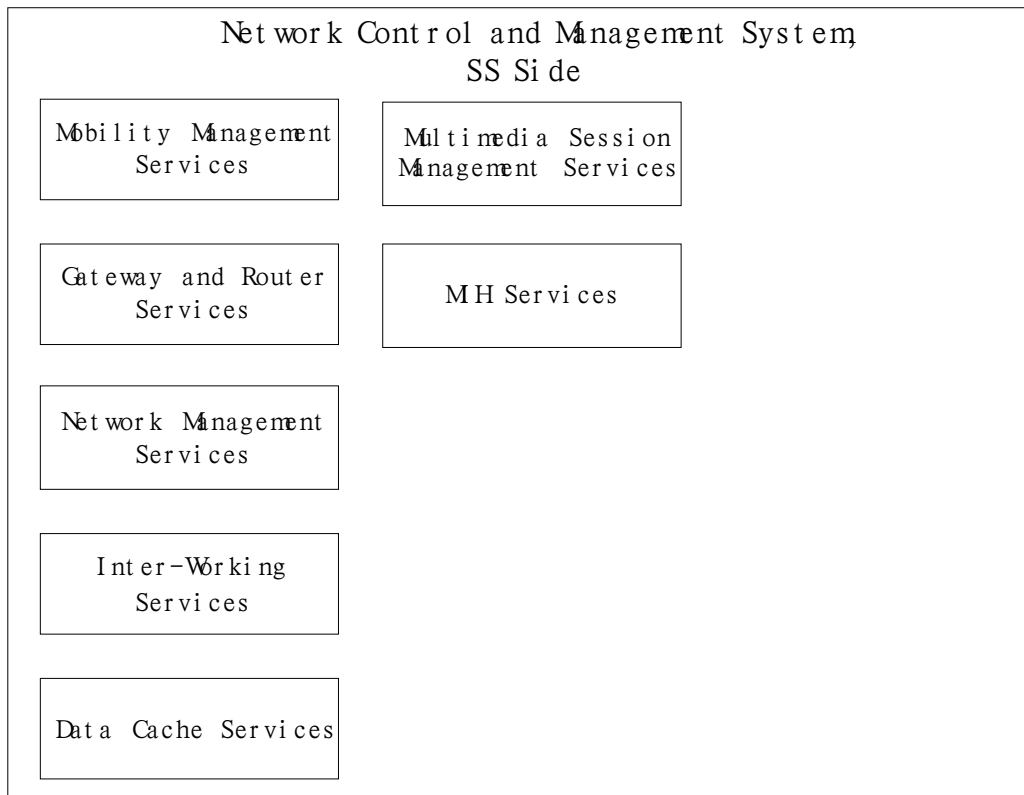 Network Control and Management System,
SS Side
Mobility Management
Services
Multimedia Session
Management Services
Gateway and Router
Services
MIH Services
Network Management
Services
Inter-Working
Services
Data Cache Services